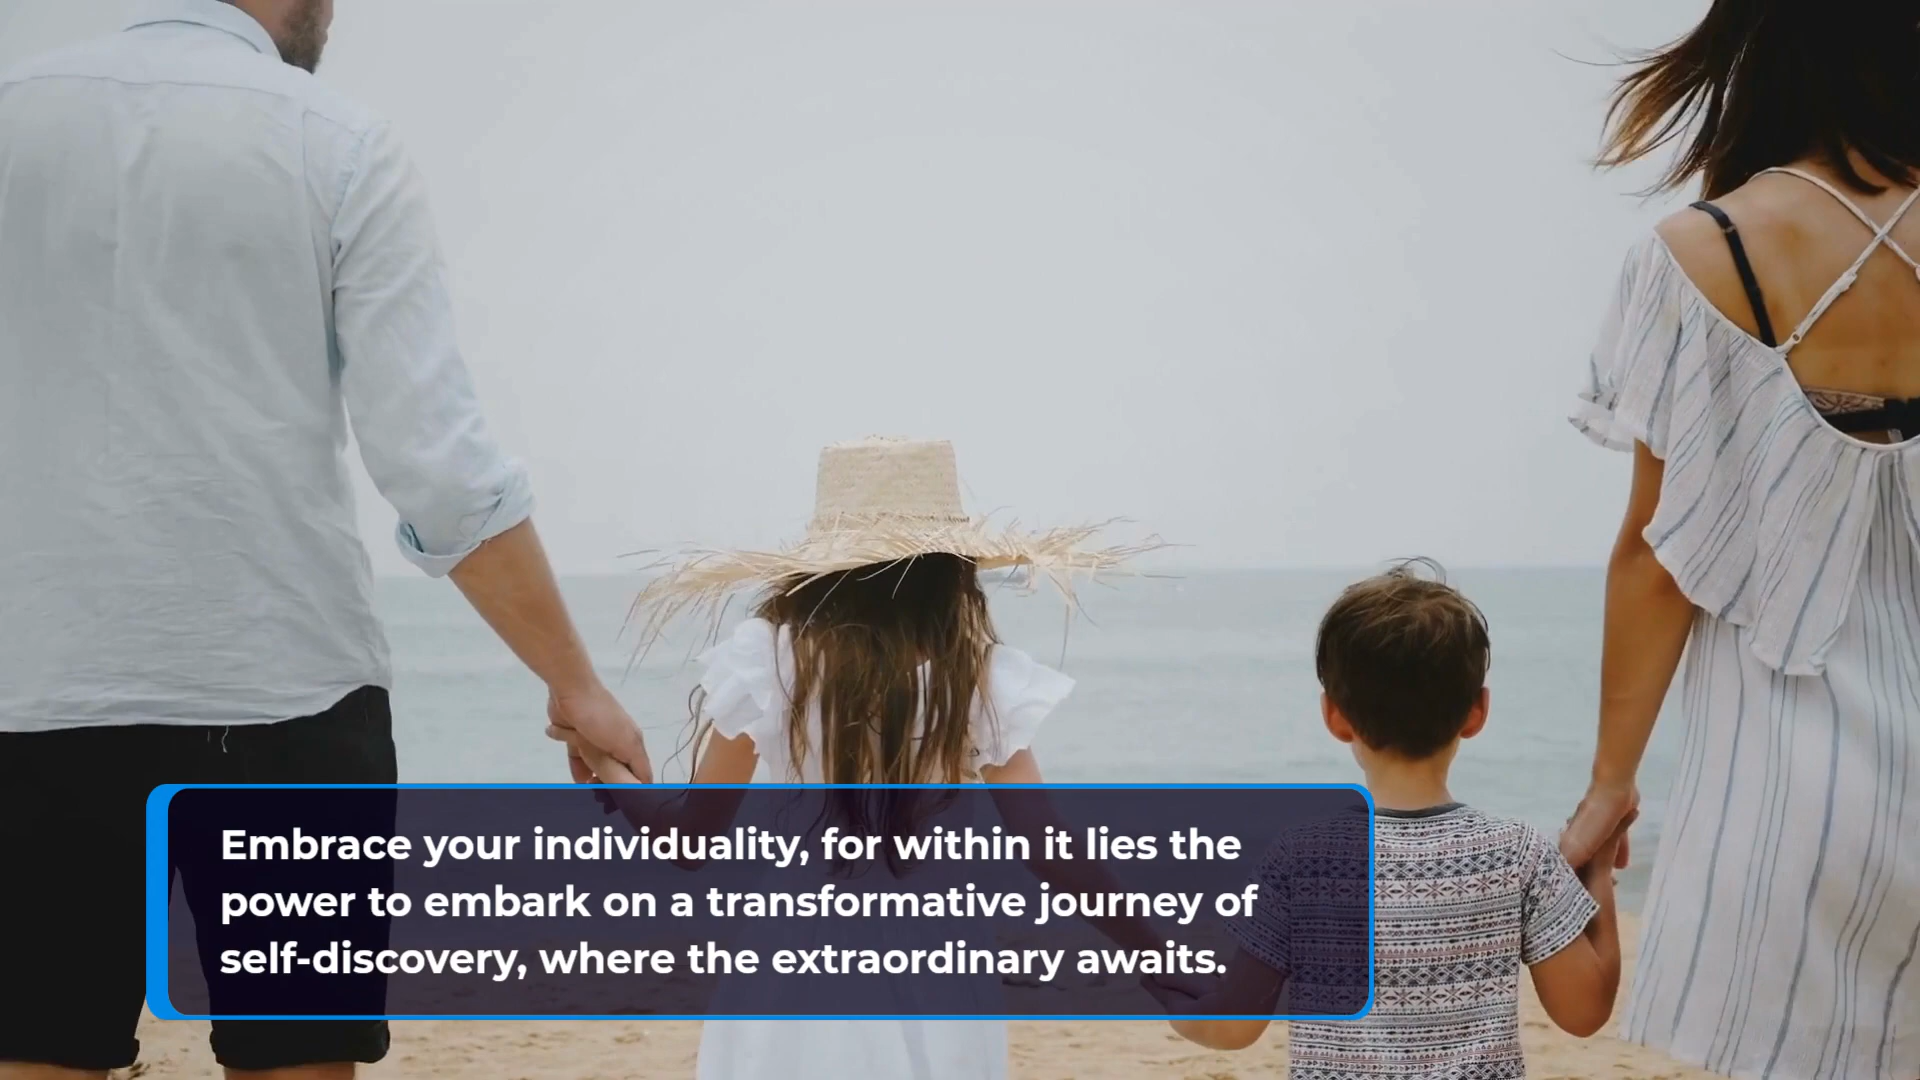 Embrace your individuality, for within it lies the
power to embark on a transformative journey of
self-discovery, where the extraordinary awaits.